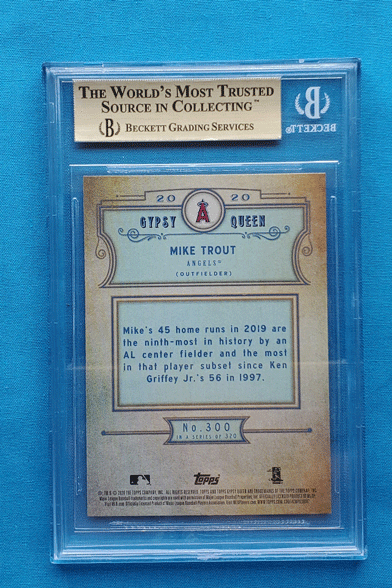 THE WORLD'S MOST TRUSTED
SOURCE IN COLLECTING™
B BECKETT GRADING SERVICES
B
BECKETT
2020
A
GYPSY QUEEN
MIKE TROUT
ANGELS
(OUTFIELDER)
Mike's 45 home runs in 2019 are
the ninth-most in history by an
AL center fielder and the most
in that player subset since Ken
Griffey Jr.'s 56 in 1997.
No. 300
IN A SERIES OF 320
Topps